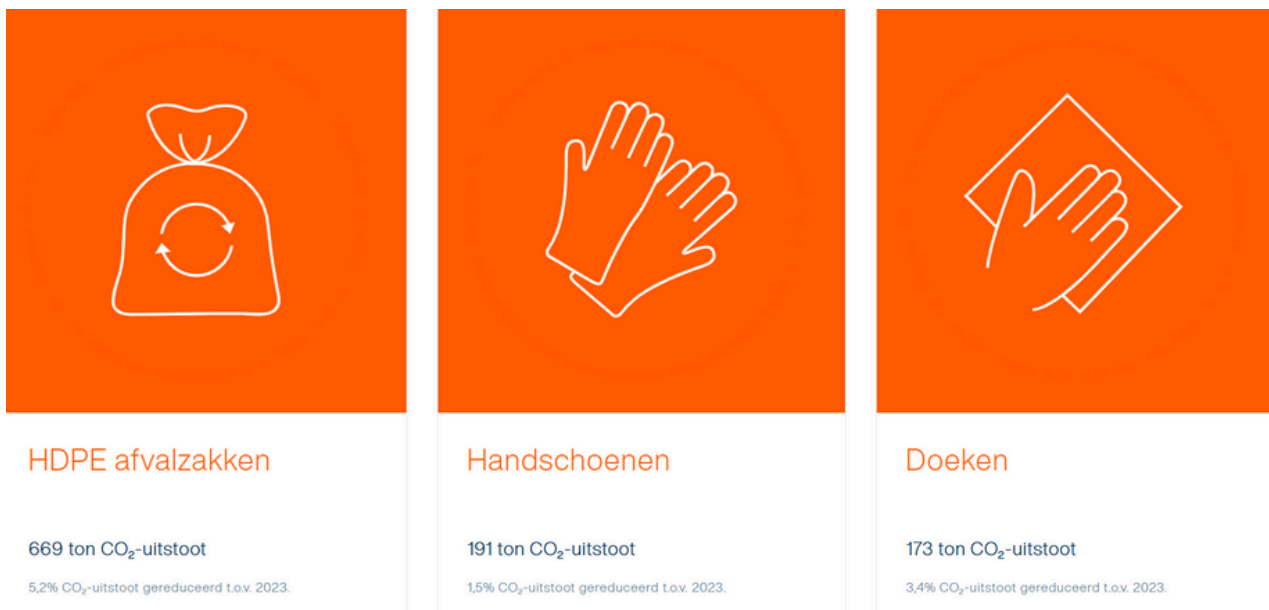 HDPE afvalzakken
669 ton CO₂-uitstoot
5,2% CO₂-uitstoot gereduceerd t.o.v. 2023.
Handschoenen
191 ton CO₂-uitstoot
1,5% CO₂-uitstoot gereduceerd t.o.v. 2023.
Doeken
173 ton CO₂-uitstoot
3,4% CO₂-uitstoot gereduceerd t.o.v. 2023.